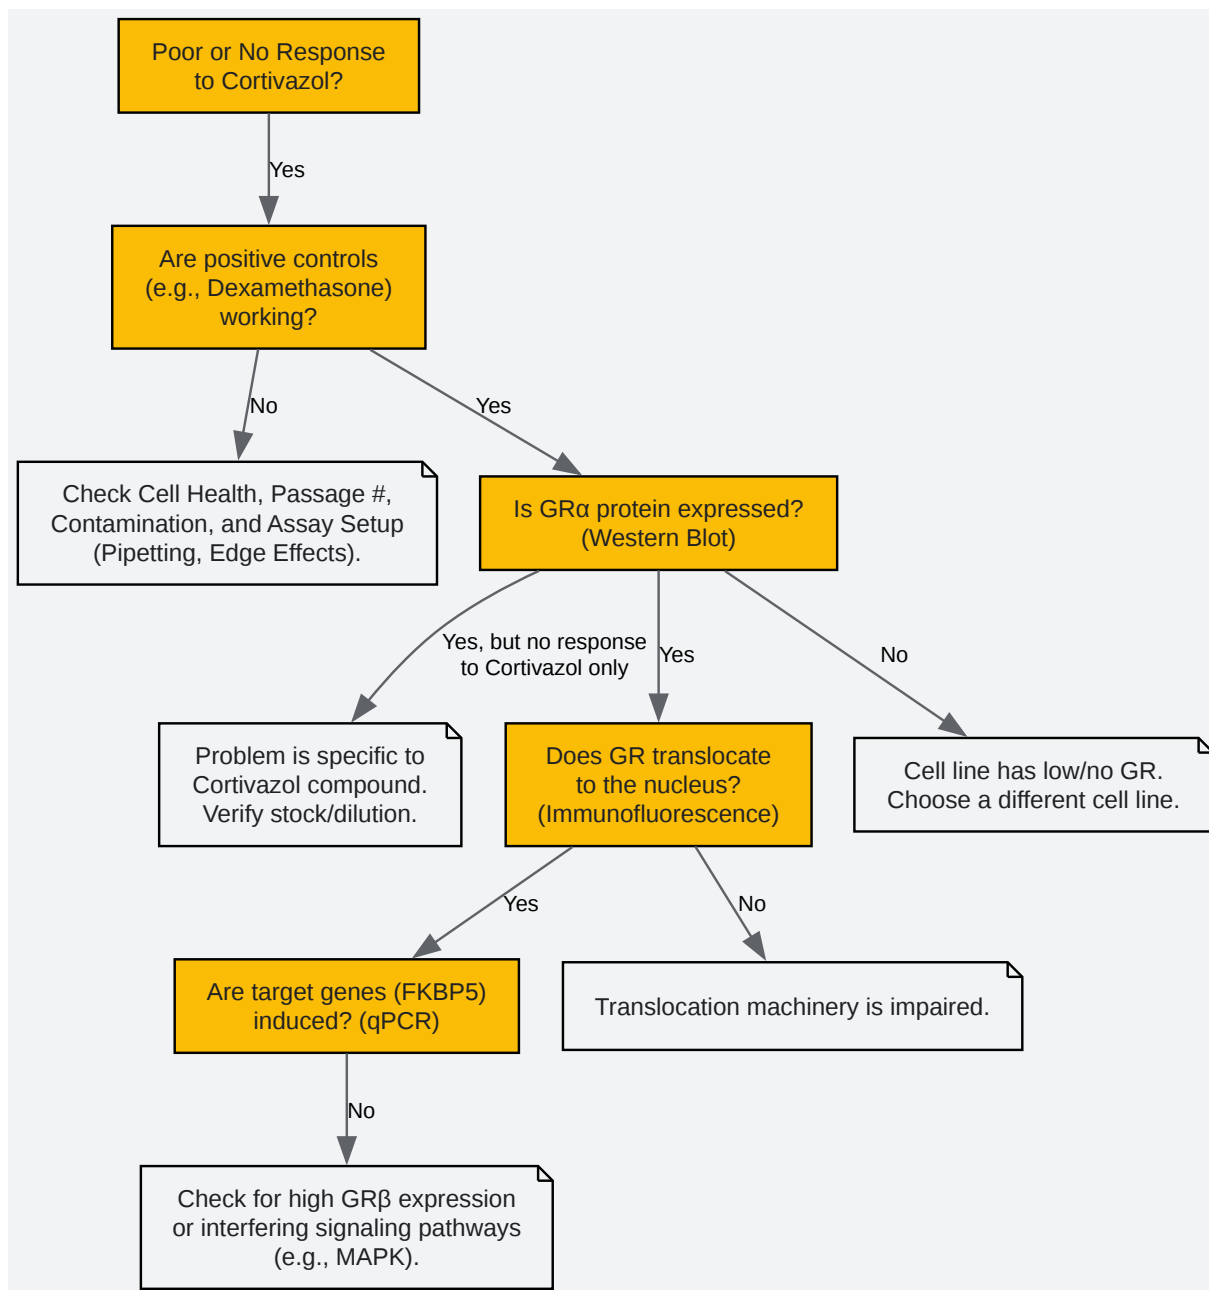 Poor or No Response
to Cortivazol?
Yes
Are positive controls
(e.g., Dexamethasone)
working?
No
Yes
Check Cell Health, Passage #,
Contamination, and Assay Setup
(Pipetting, Edge Effects).
Is GRα protein expressed?
(Western Blot)
Yes, but no response
to Cortivazol only
Yes
No
Problem is specific to
Cortivazol compound.
Verify stock/dilution.
Does GR translocate
to the nucleus?
(Immunofluorescence)
Cell line has low/no GR.
Choose a different cell line.
Yes
No
Are target genes (FKBP5)
induced? (qPCR)
Translocation machinery is impaired.
No
Check for high GRβ expression
or interfering signaling pathways
(e.g., MAPK).